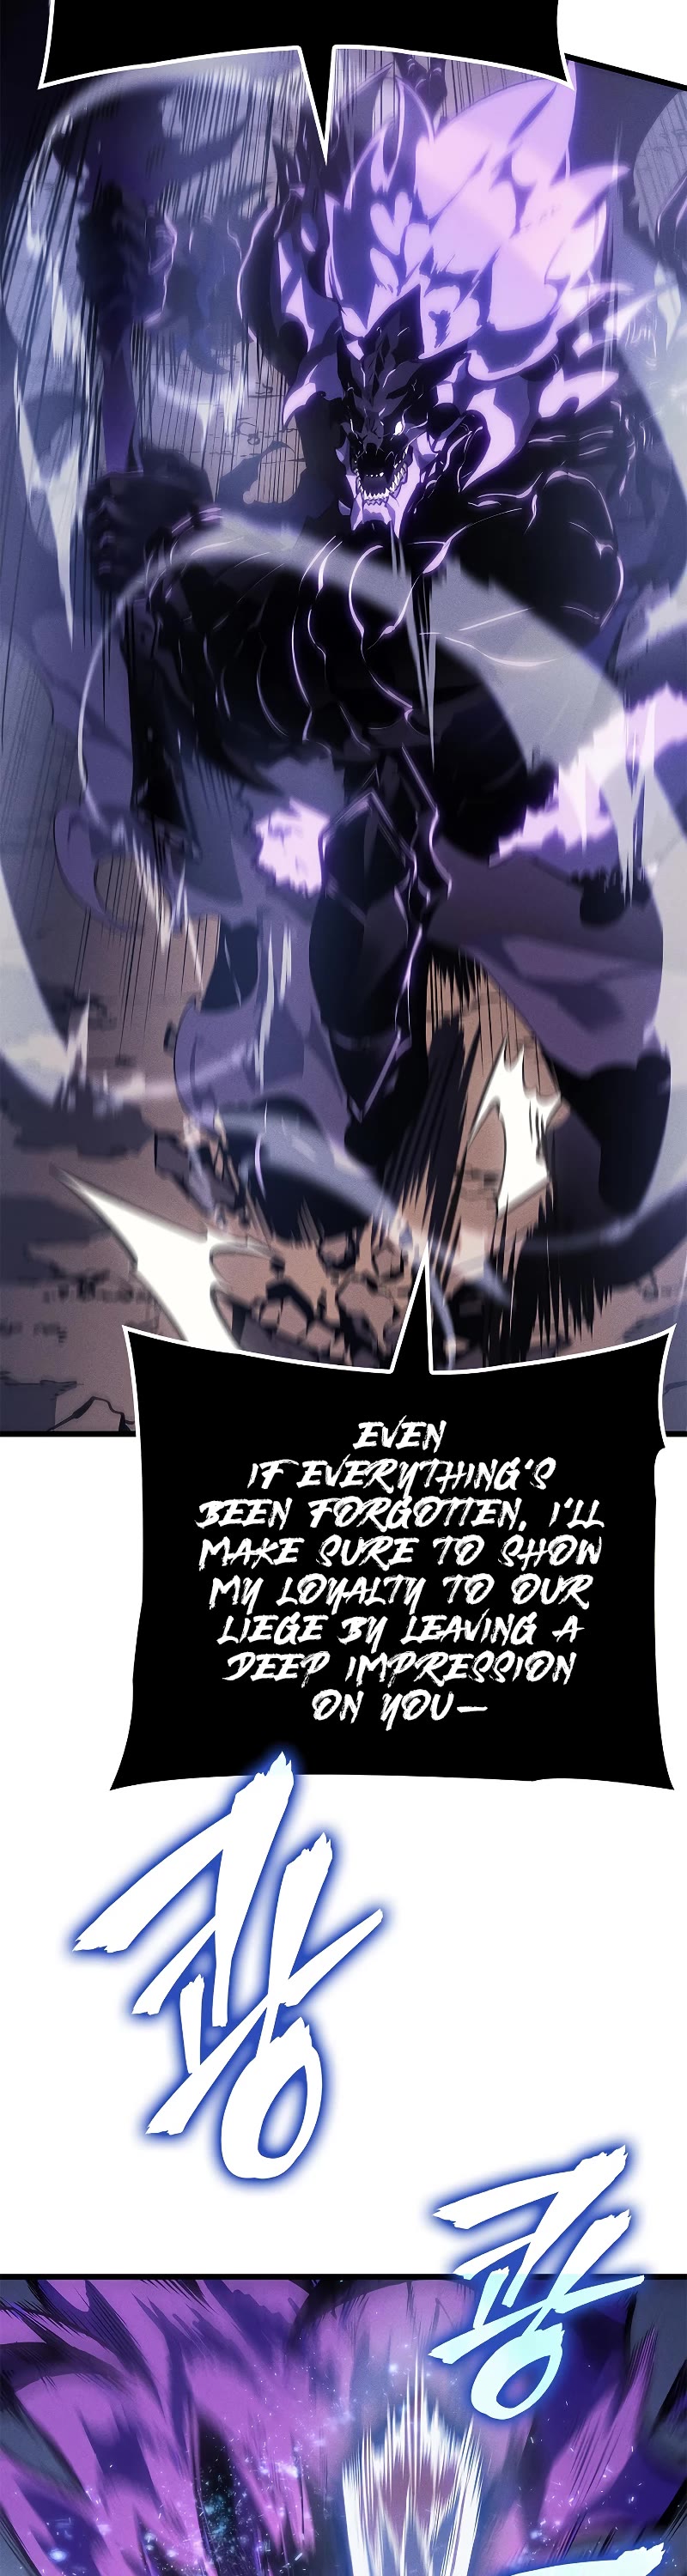 EVEN
IF EVERYTHING'S
BEEN FORGOTTEN, I'LL
MAKE SURE TO SHOW
MY LOYALTY TO OUR
LIEGE BY LEAVING A
DEEP IMPRESSION
ON YOU—
쾅
쾅